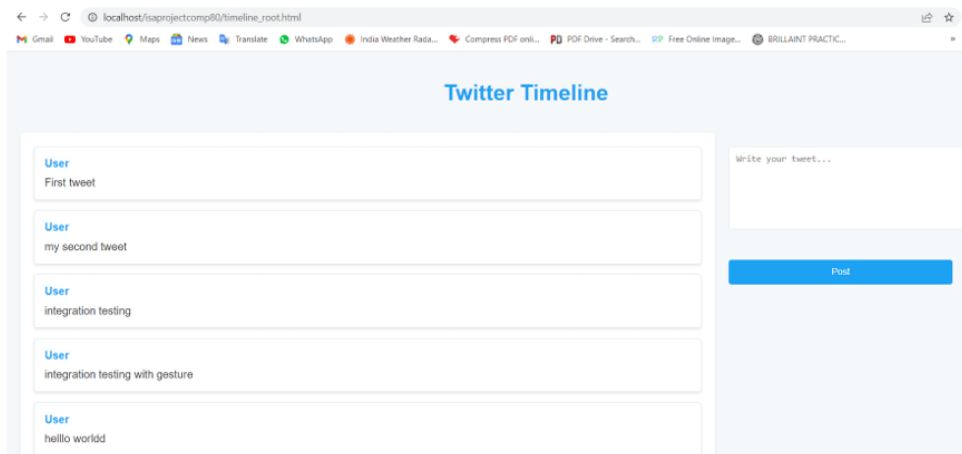 localhost/isaprojectcomp80/timeline_root.html
Gmail YouTube Maps News Translate WhatsApp India Weather Rada... Compress PDF onli... PDF Drive - Search... Free Online Image... BRILLAINT PRACTIC... »
Twitter Timeline
User
First tweet
User
my second tweet
User
integration testing
User
integration testing with gesture
User
helllo worldd
Write your tweet...
Post